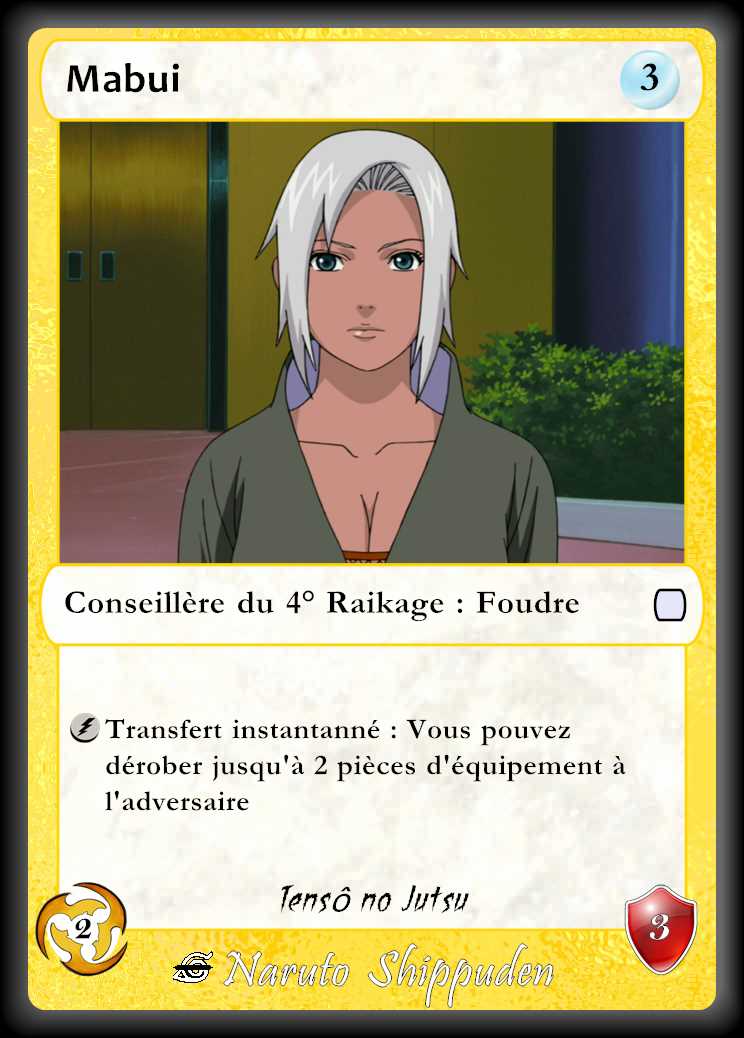 Mabui
3
Conseillère du 4° Raikage : Foudre
Transfert instantanné : Vous pouvez
dérober jusqu'à 2 pièces d'équipement à
l'adversaire
Tensô no Jutsu
2
3
Naruto Shippuden